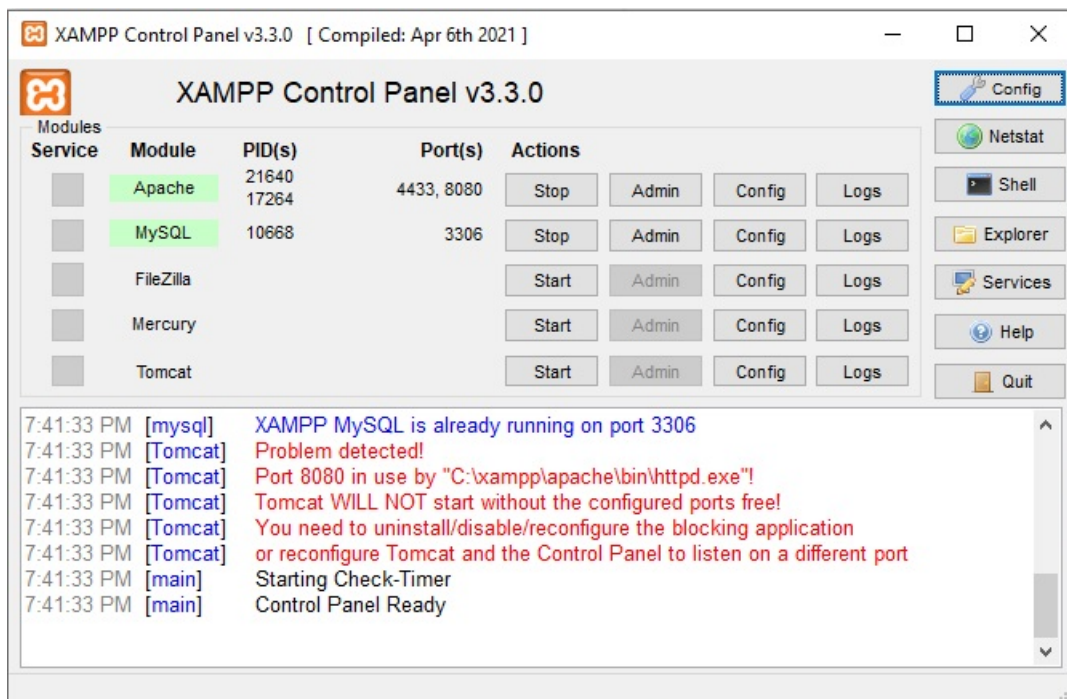 XAMPP Control Panel v3.3.0 [ Compiled: Apr 6th 2021 ]
XAMPP Control Panel v3.3.0
Config
Modules
Service Module PID(s) Port(s) Actions
Netstat
Apache 21640 17264 4433, 8080 Stop Admin Config Logs
Shell
MySQL 10668 3306 Stop Admin Config Logs
Explorer
FileZilla Start Admin Config Logs
Services
Mercury Start Admin Config Logs
Help
Tomcat Start Admin Config Logs
Quit
7:41:33 PM [mysql] XAMPP MySQL is already running on port 3306
7:41:33 PM [Tomcat] Problem detected!
7:41:33 PM [Tomcat] Port 8080 in use by "C:\xampp\apache\bin\httpd.exe"!
7:41:33 PM [Tomcat] Tomcat WILL NOT start without the configured ports free!
7:41:33 PM [Tomcat] You need to uninstall/disable/reconfigure the blocking application
7:41:33 PM [Tomcat] or reconfigure Tomcat and the Control Panel to listen on a different port
7:41:33 PM [main] Starting Check-Timer
7:41:33 PM [main] Control Panel Ready